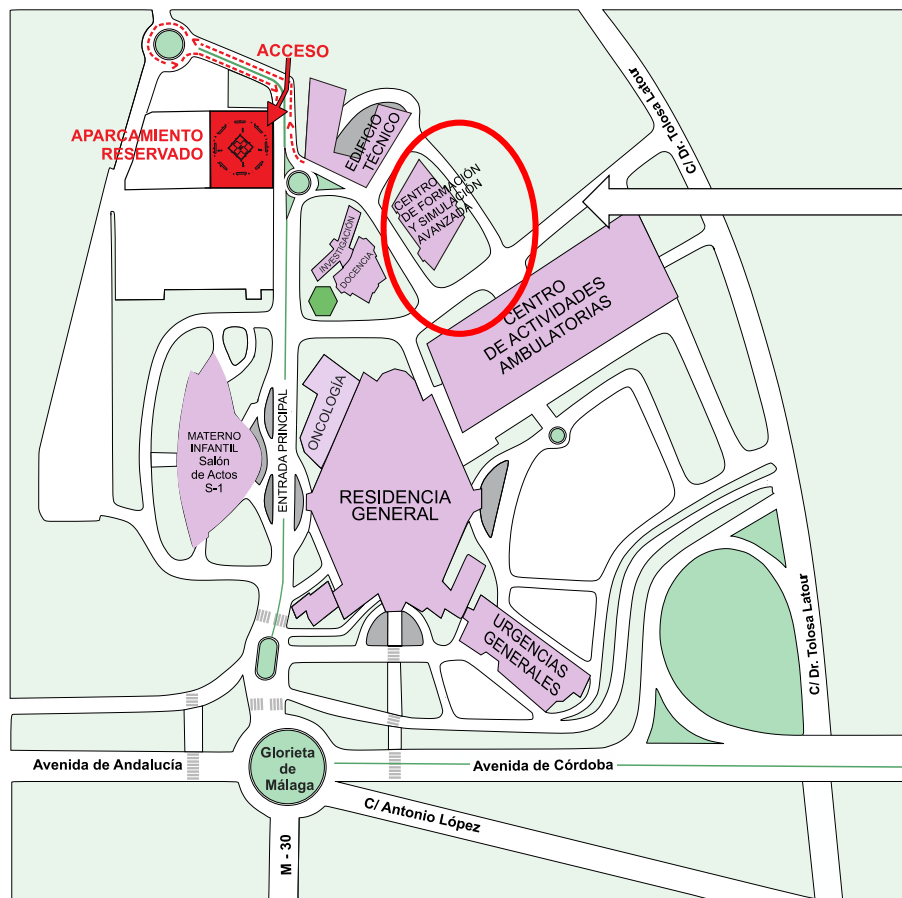 ACCESO
APARCAMIENTO
RESERVADO
EDIFICIO
TÉCNICO
C/ Dr. Tolosa Latour
CENTRO
DE FORMACIÓN
Y SIMULACIÓN
AVANZADA
INVESTIGACIÓN
DOCENCIA
CENTRO
DE ACTIVIDADES
AMBULATORIAS
ONCOLOGÍA
ENTRADA PRINCIPAL
MATERNO
INFANTIL
Salón
de Actos
S-1
RESIDENCIA
GENERAL
URGENCIAS
GENERALES
C/ Dr. Tolosa Latour
Avenida de Andalucía
Glorieta
de
Málaga
Avenida de Córdoba
C/ Antonio López
M - 30